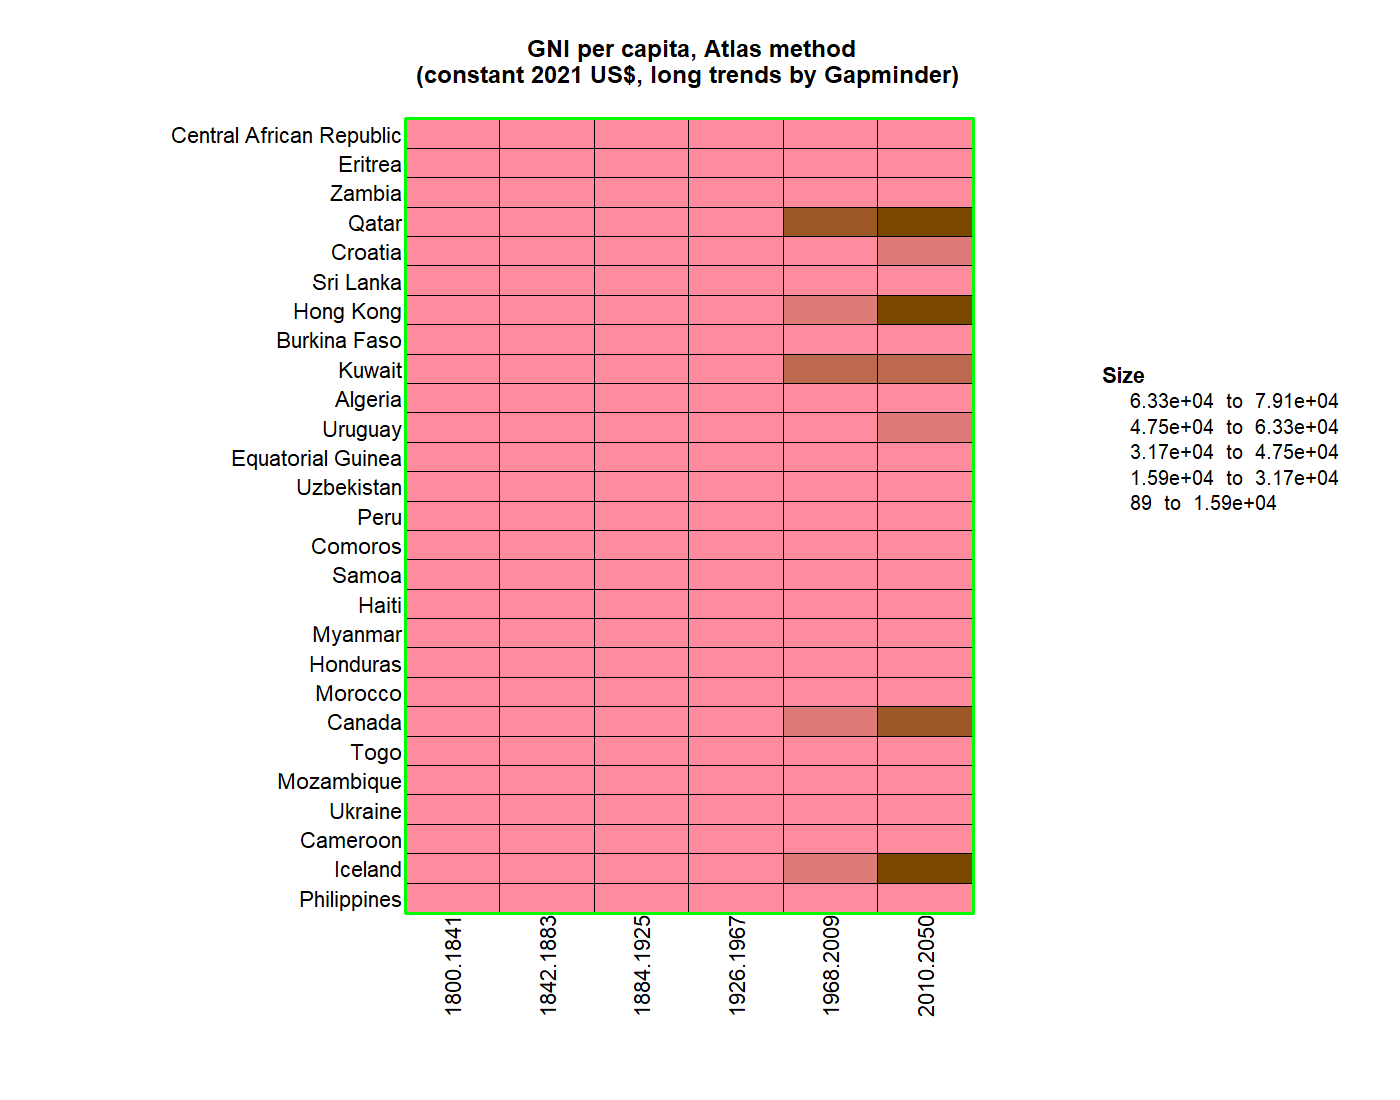 GNI per capita, Atlas method
(constant 2021 US$, long trends by Gapminder)
Central African Republic
Eritrea
Zambia
Qatar
Croatia
Sri Lanka
Hong Kong
Burkina Faso
Kuwait
Algeria
Uruguay
Equatorial Guinea
Uzbekistan
Peru
Comoros
Samoa
Haiti
Myanmar
Honduras
Morocco
Canada
Togo
Mozambique
Ukraine
Cameroon
Iceland
Philippines
1800.1841
1842.1883
1884.1925
1926.1967
1968.2009
2010.2050
Size
6.33e+04 to 7.91e+04
4.75e+04 to 6.33e+04
3.17e+04 to 4.75e+04
1.59e+04 to 3.17e+04
89 to 1.59e+04